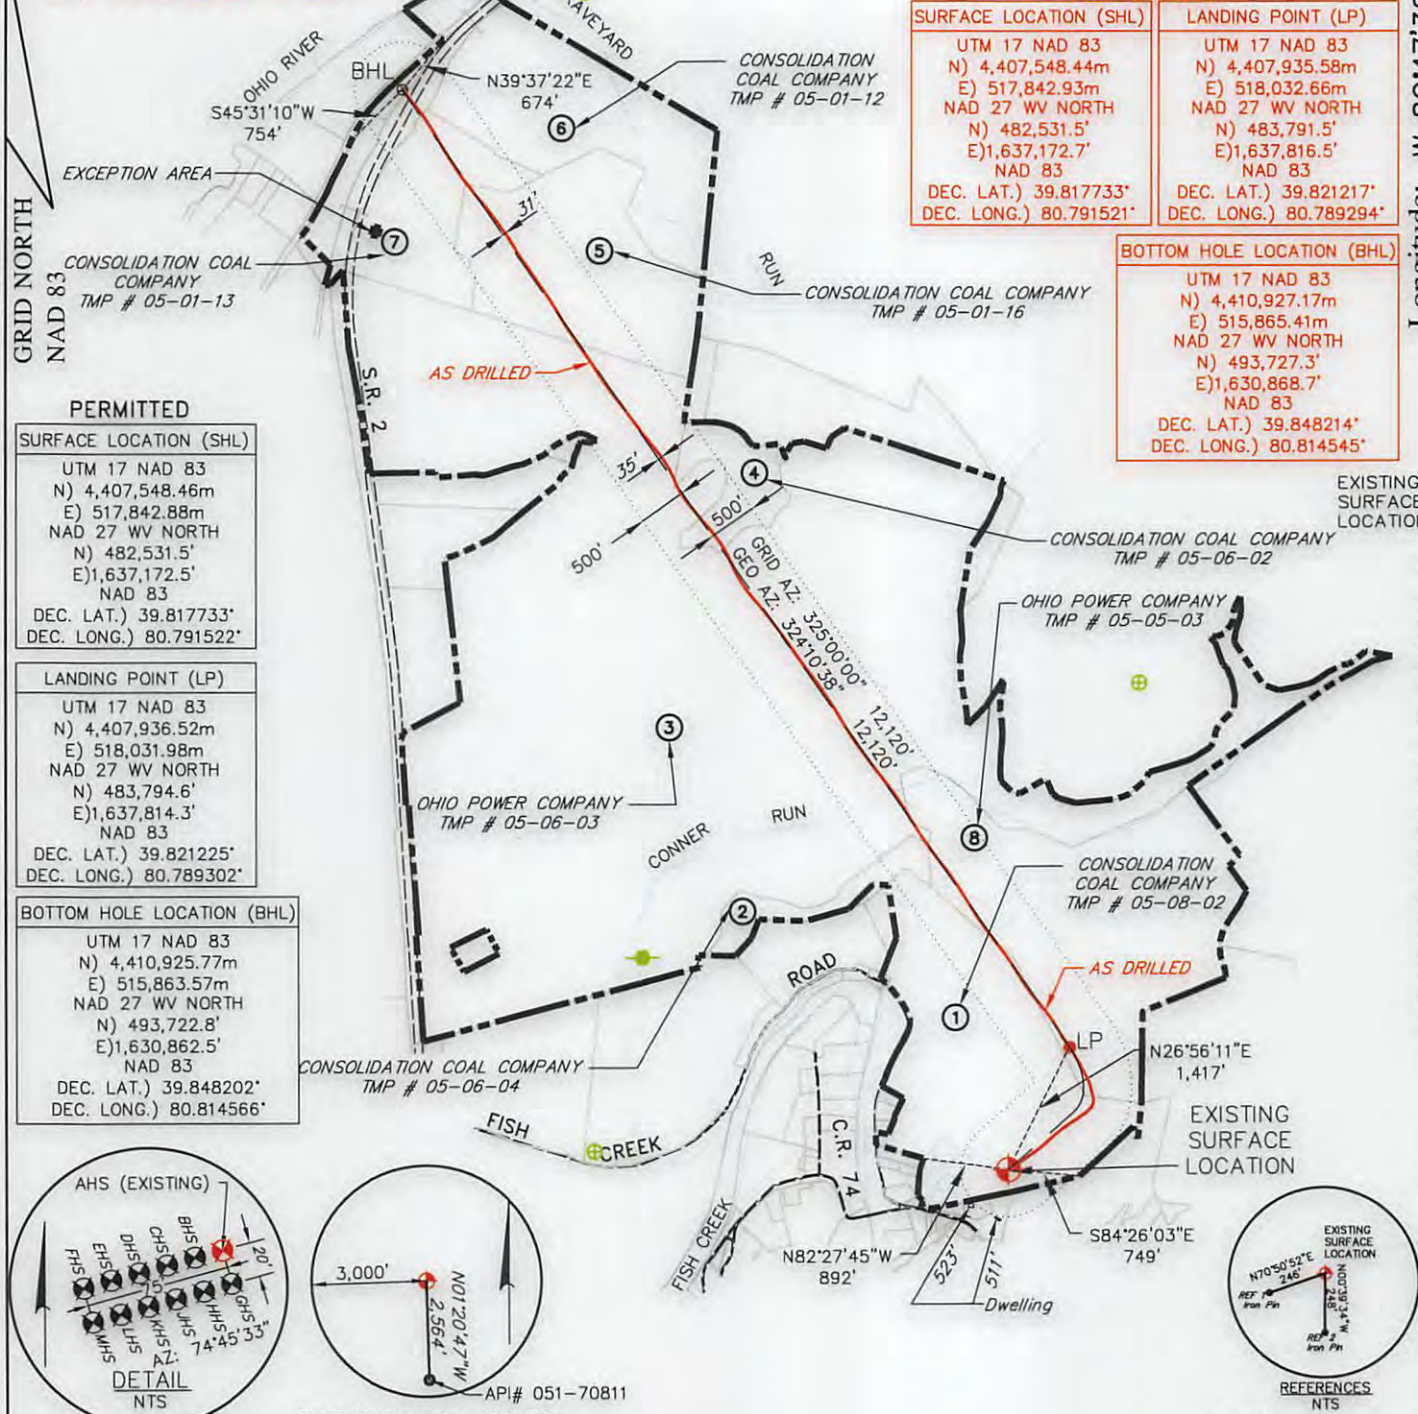 SURFACE LOCATION (SHL)
UTM 17 NAD 83
N) 4,407,548.44m
E) 517,842.93m
NAD 27 WV NORTH
N) 482,531.5'
E)1,637,172.7'
NAD 83
DEC. LAT.) 39.817733°
DEC. LONG.) 80.791521°
LANDING POINT (LP)
UTM 17 NAD 83
N) 4,407,935.58m
E) 518,032.66m
NAD 27 WV NORTH
N) 483,791.5'
E)1,637,816.5'
NAD 83
DEC. LAT.) 39.821217°
DEC. LONG.) 80.789294°
BOTTOM HOLE LOCATION (BHL)
UTM 17 NAD 83
N) 4,410,927.17m
E) 515,865.41m
NAD 27 WV NORTH
N) 493,727.3'
E)1,630,868.7'
NAD 83
DEC. LAT.) 39.848214°
DEC. LONG.) 80.814545°
OHIO RIVER
BHL
N39°37'22"E
674'
S45°31'10"W
754'
CONSOLIDATION
COAL COMPANY
TMP # 05-01-12
6
EXCEPTION AREA
7
31'
5
RUN
GRID NORTH
NAD 83
CONSOLIDATION COAL
COMPANY
TMP # 05-01-13
CONSOLIDATION COAL COMPANY
TMP # 05-01-16
AS DRILLED
S.R. 2
PERMITTED
SURFACE LOCATION (SHL)
UTM 17 NAD 83
N) 4,407,548.46m
E) 517,842.88m
NAD 27 WV NORTH
N) 482,531.5'
E)1,637,172.5'
NAD 83
DEC. LAT.) 39.817733°
DEC. LONG.) 80.791522°
LANDING POINT (LP)
UTM 17 NAD 83
N) 4,407,936.52m
E) 518,031.98m
NAD 27 WV NORTH
N) 483,794.6'
E)1,637,814.3'
NAD 83
DEC. LAT.) 39.821225°
DEC. LONG.) 80.789302°
BOTTOM HOLE LOCATION (BHL)
UTM 17 NAD 83
N) 4,410,925.77m
E) 515,863.57m
NAD 27 WV NORTH
N) 493,722.8'
E)1,630,862.5'
NAD 83
DEC. LAT.) 39.848202°
DEC. LONG.) 80.814566°
35'
4
500'
500'
EXISTING
SURFACE
LOCATION
CONSOLIDATION COAL COMPANY
TMP # 05-06-02
GRID AZ: 325°00'00" 12,120'
GEO AZ: 324°10'38" 12,120'
OHIO POWER COMPANY
TMP # 05-05-03
3
OHIO POWER COMPANY
TMP # 05-06-03
CONNER RUN
8
CONSOLIDATION
COAL COMPANY
TMP # 05-08-02
2
ROAD
AS DRILLED
1
LP
N26°56'11"E
1,417'
CONSOLIDATION COAL COMPANY
TMP # 05-06-04
FISH CREEK
C.R. 74
FISH CREEK
EXISTING
SURFACE
LOCATION
S84°26'03"E
749'
N82°27'45"W
892'
523'
511'
Dwelling
AHS (EXISTING)
FHS
EHS
DHS
CHS
BHS
20'
MHS
LHS
KHS
JHS
HHS
GHS
AZ: 74°45'33"
DETAIL
NTS
3,000'
N01°20'47"W
2,564'
API# 051-70811
EXISTING
SURFACE
LOCATION
N70°50'52"E
246'
REF 1
Iron Pin
N00°39'34"W
248'
REF 2
Iron Pin
REFERENCES
NTS